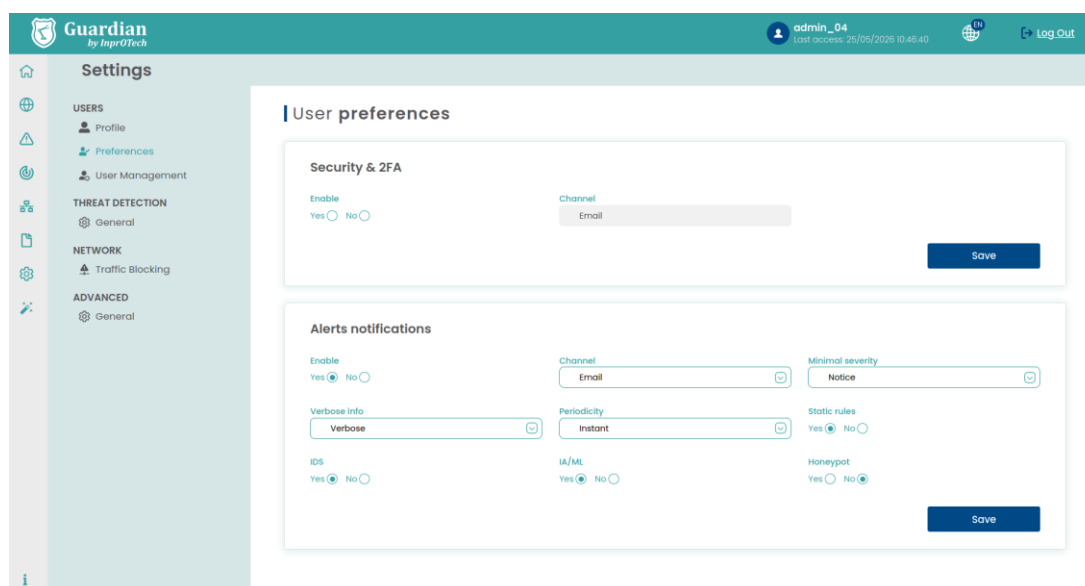 Guardian
by InprOTech
admin_04
Last access: 25/05/2026 10:46:40
EN
Log Out
Settings
USERS
Profile
Preferences
User Management
THREAT DETECTION
General
NETWORK
Traffic Blocking
ADVANCED
General
User preferences
Security & 2FA
Enable
Yes No
Channel
Email
Save
Alerts notifications
Enable
Yes No
Channel
Email
Minimal severity
Notice
Verbose info
Verbose
Periodicity
Instant
Static rules
Yes No
IDS
Yes No
IA/ML
Yes No
Honeypot
Yes No
Save
i